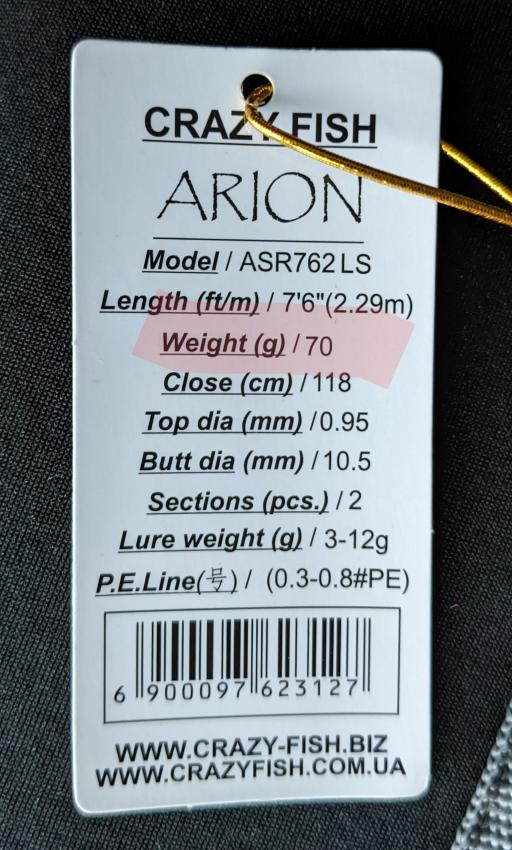 CRAZY FISH
ARION
Model / ASR762LS
Length (ft/m) / 7'6"(2.29m)
Weight (g) / 70
Close (cm) / 118
Top dia (mm) / 0.95
Butt dia (mm) / 10.5
Sections (pcs.) / 2
Lure weight (g) / 3-12g
P.E.Line(号) / (0.3-0.8#PE)
6 900097 623127
WWW.CRAZY-FISH.BIZ
WWW.CRAZYFISH.COM.UA